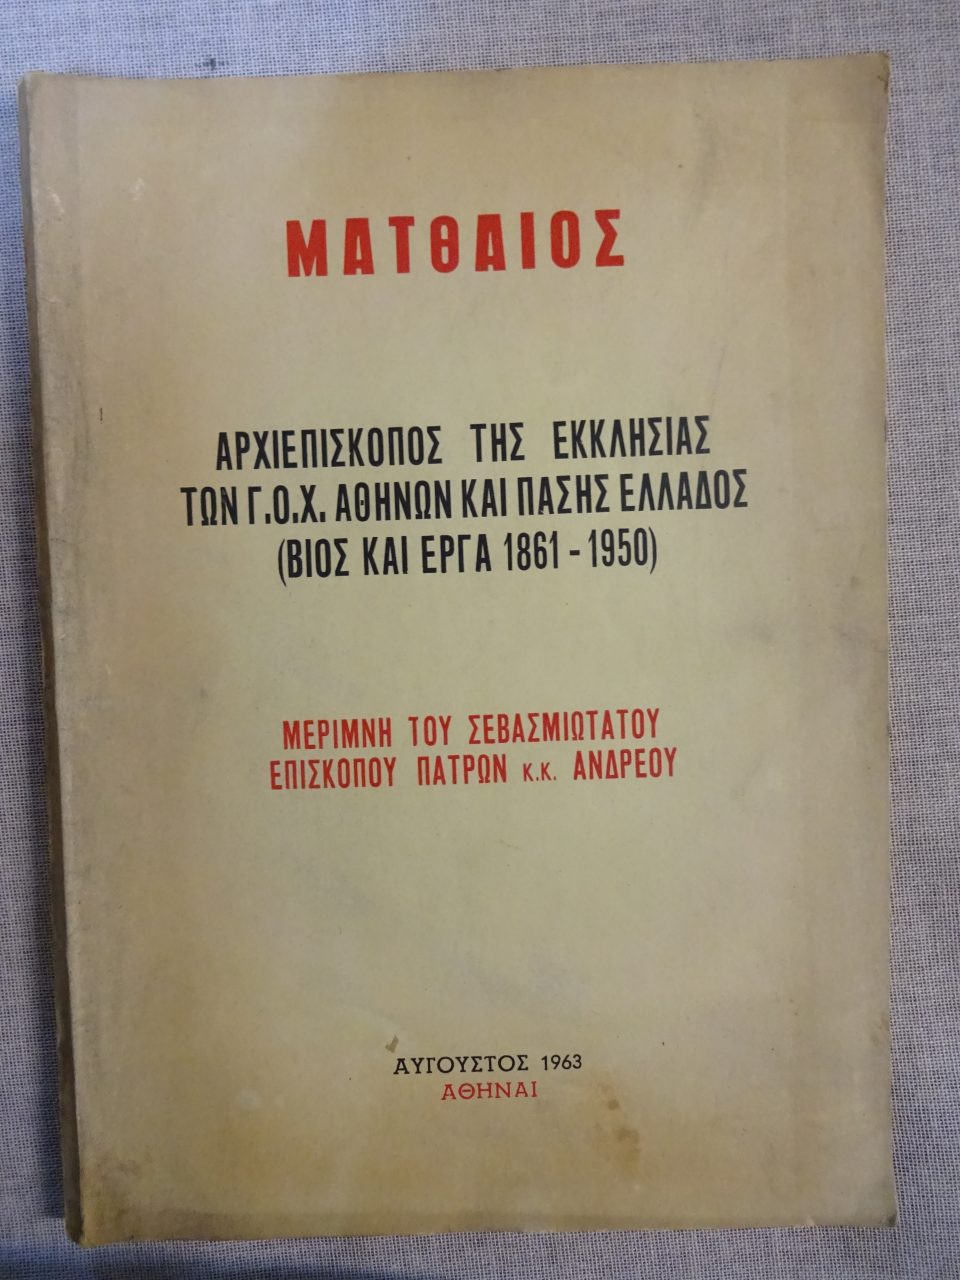 ΜΑΤΘΑΙΟΣ
ΑΡΧΙΕΠΙΣΚΟΠΟΣ ΤΗΣ ΕΚΚΛΗΣΙΑΣ
ΤΩΝ Γ.Ο.Χ. ΑΘΗΝΩΝ ΚΑΙ ΠΑΣΗΣ ΕΛΛΑΔΟΣ
(ΒΙΟΣ ΚΑΙ ΕΡΓΑ 1861 - 1950)
ΜΕΡΙΜΝΗ ΤΟΥ ΣΕΒΑΣΜΙΩΤΑΤΟΥ
ΕΠΙΣΚΟΠΟΥ ΠΑΤΡΩΝ κ.κ. ΑΝΔΡΕΟΥ
ΑΥΓΟΥΣΤΟΣ 1963
ΑΘΗΝΑΙ